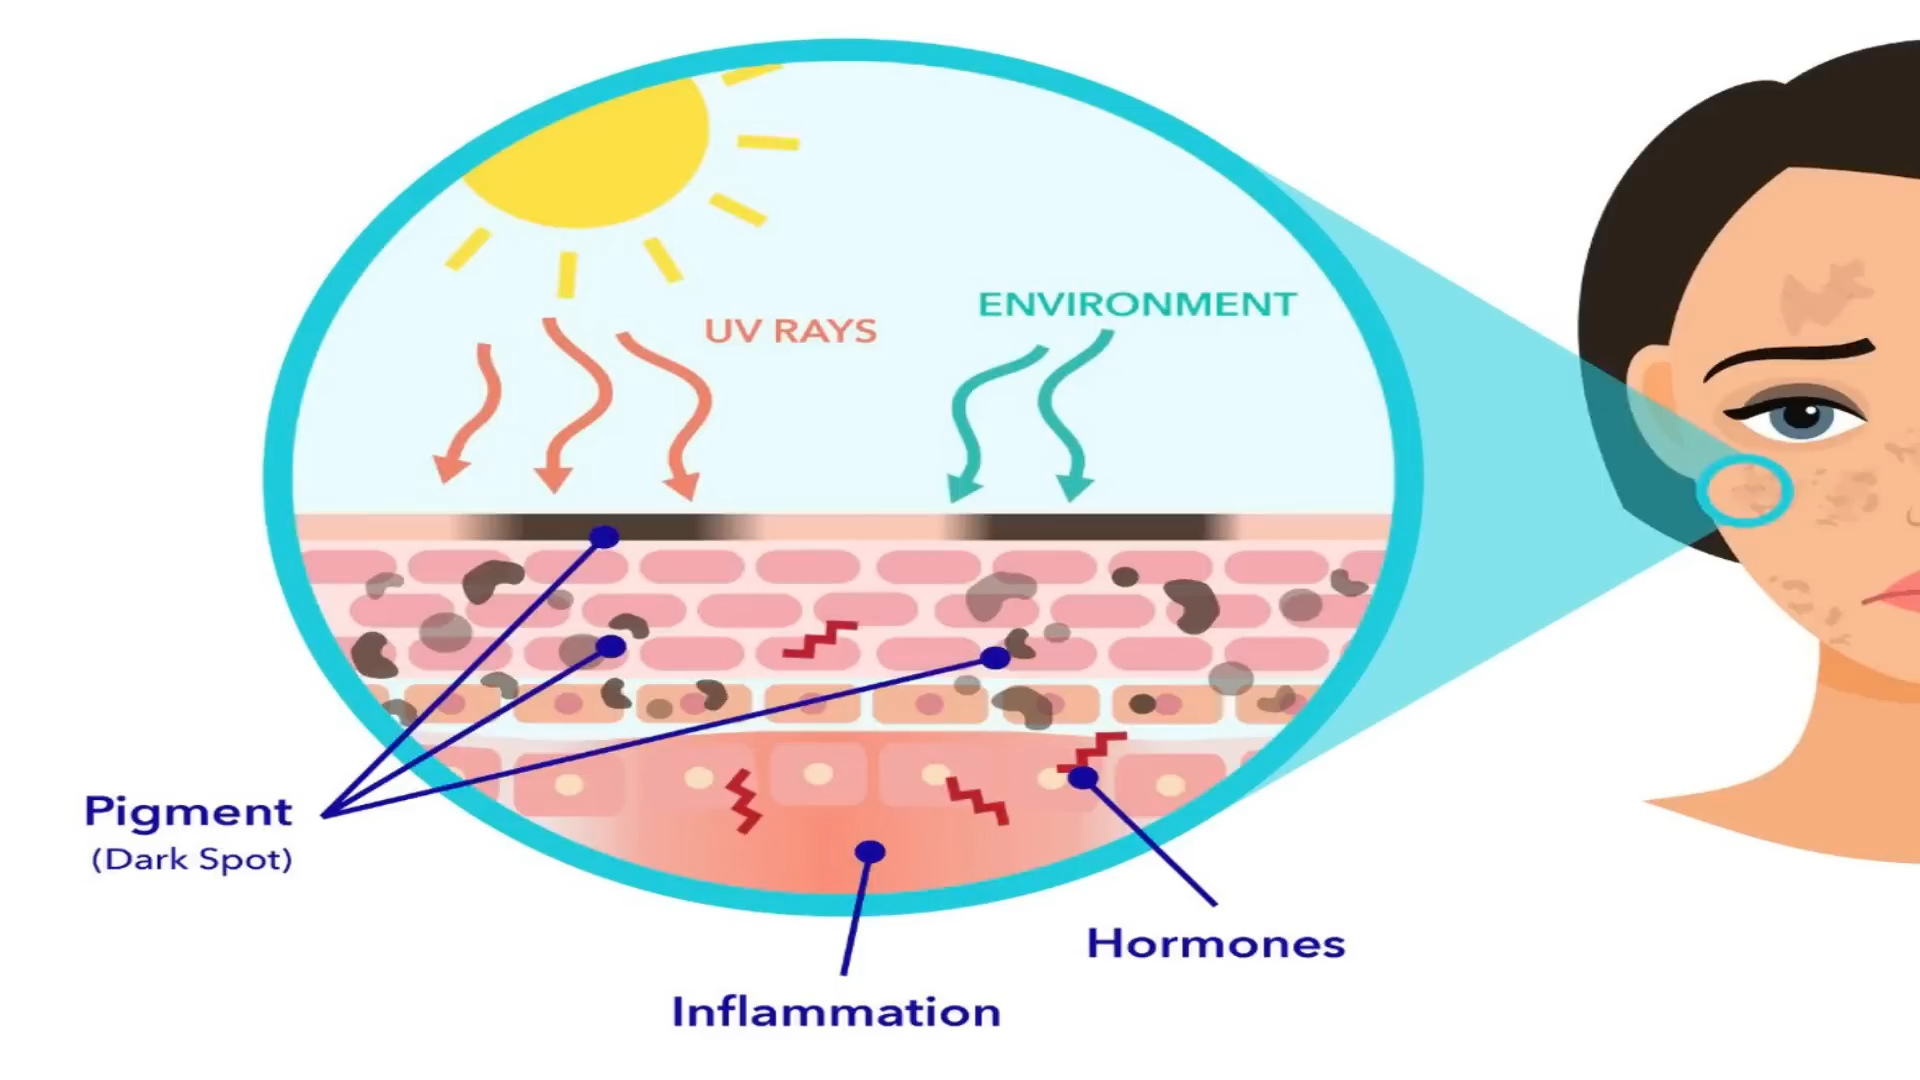 UV RAYS
ENVIRONMENT
Pigment
(Dark Spot)
Hormones
Inflammation